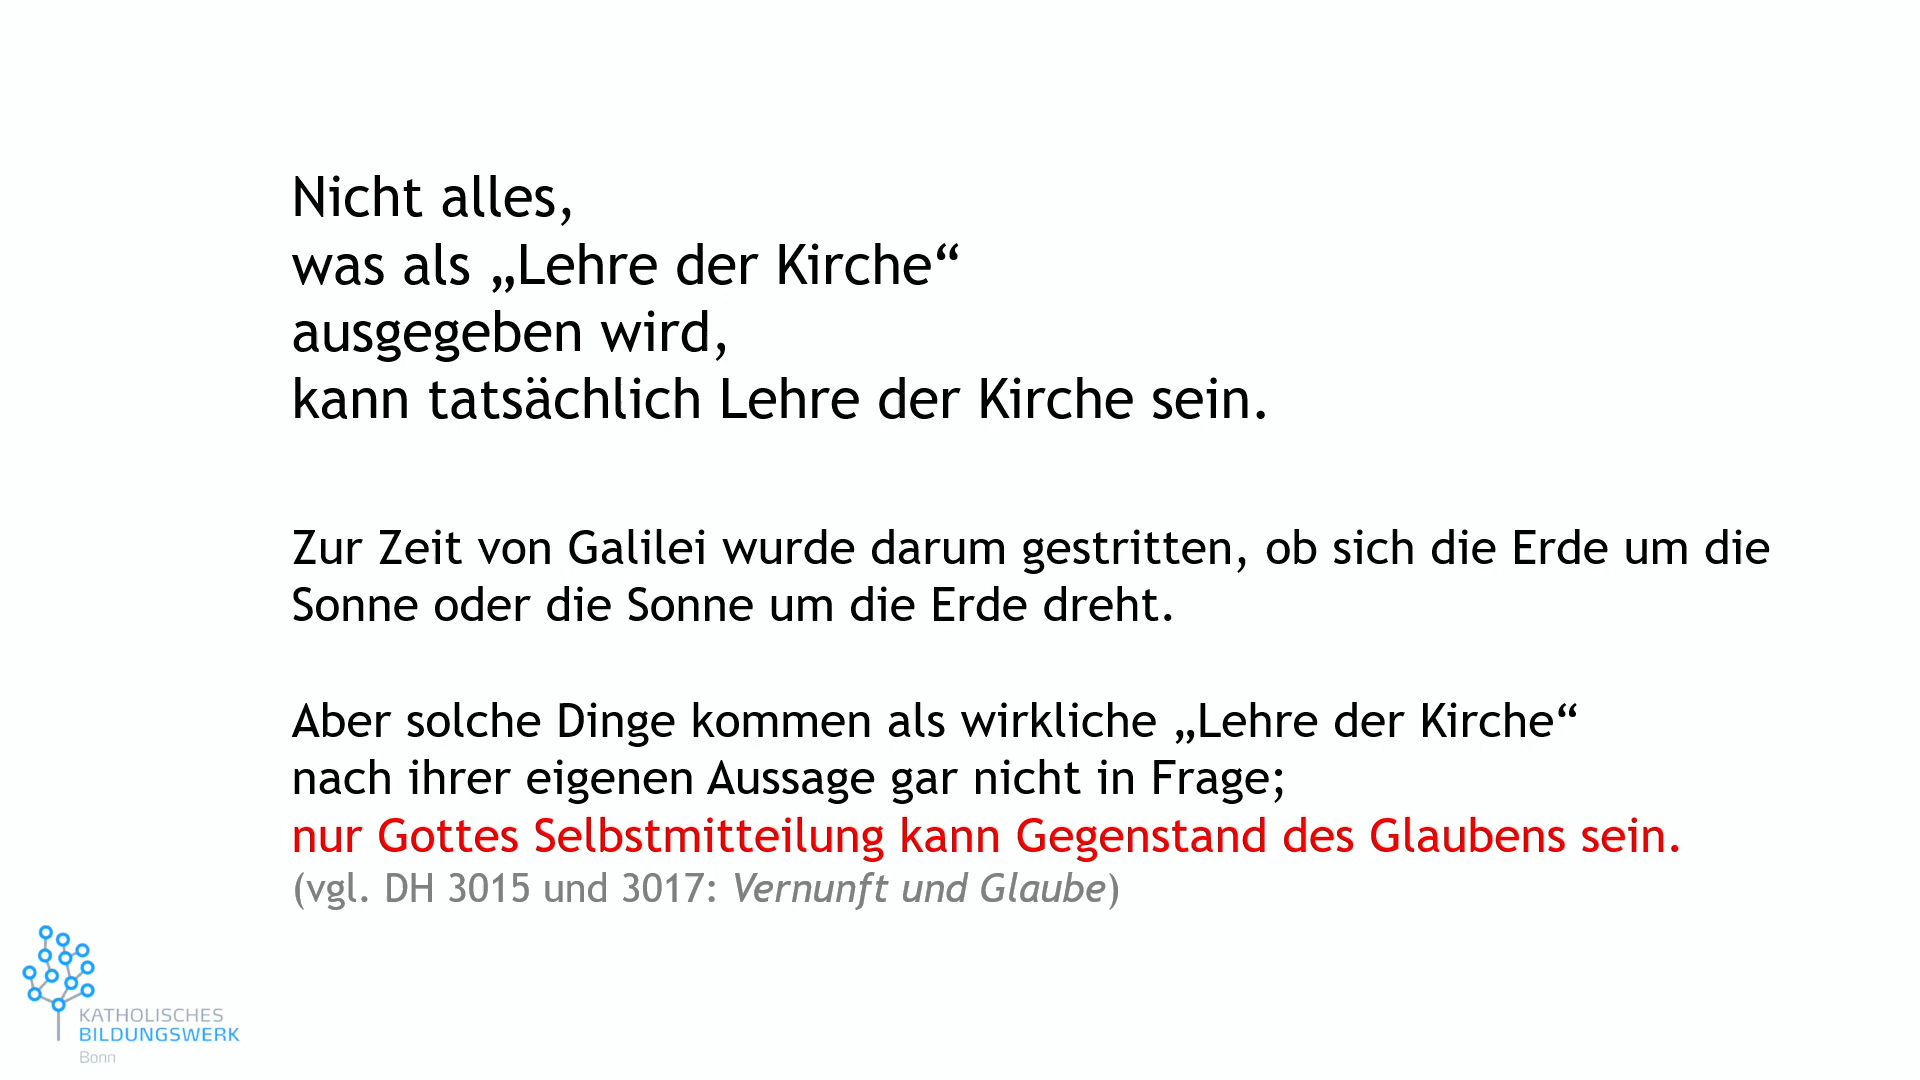 Nicht alles,
was als „Lehre der Kirche“
ausgegeben wird,
kann tatsächlich Lehre der Kirche sein.
Zur Zeit von Galilei wurde darum gestritten, ob sich die Erde um die
Sonne oder die Sonne um die Erde dreht.
Aber solche Dinge kommen als wirkliche „Lehre der Kirche“
nach ihrer eigenen Aussage gar nicht in Frage;
nur Gottes Selbstmitteilung kann Gegenstand des Glaubens sein.
(vgl. DH 3015 und 3017: Vernunft und Glaube)
KATHOLISCHES
BILDUNGSWERK
Bonn